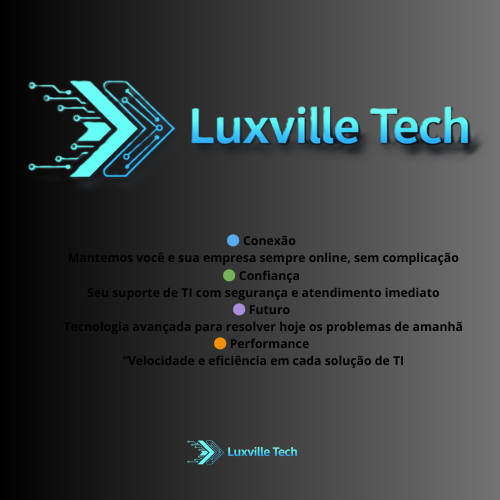 Luxville Tech
Conexão
Mantemos você e sua empresa sempre online, sem complicação
Confiança
Seu suporte de TI com segurança e atendimento imediato
Futuro
Tecnologia avançada para resolver hoje os problemas de amanhã
Performance
"Velocidade e eficiência em cada solução de TI
Luxville Tech